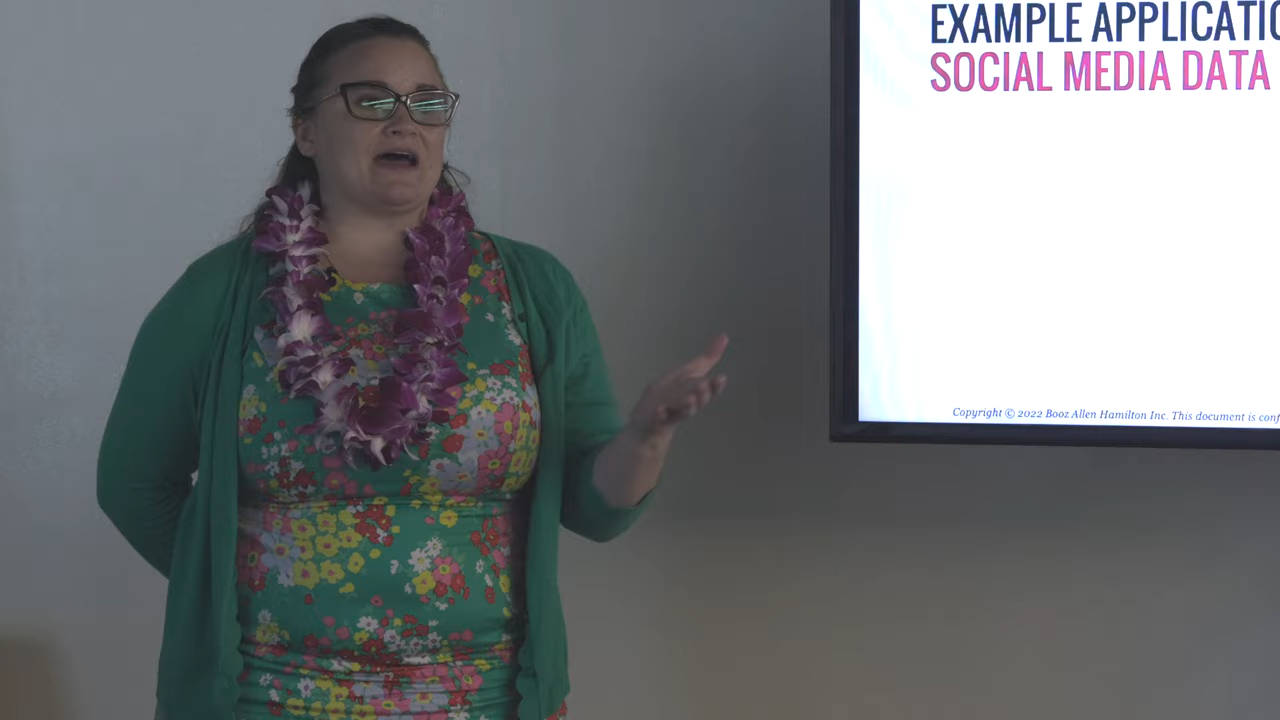 EXAMPLE APPLICATIO
SOCIAL MEDIA DATA
Copyright © 2022 Booz Allen Hamilton Inc. This document is conf